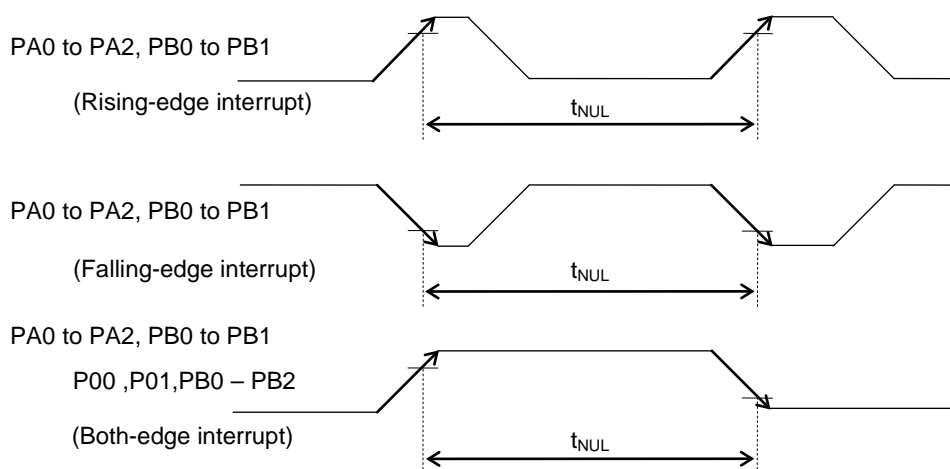 PA0 to PA2, PB0 to PB1
(Rising-edge interrupt)
tNUL
PA0 to PA2, PB0 to PB1
(Falling-edge interrupt)
tNUL
PA0 to PA2, PB0 to PB1
P00 ,P01,PB0 – PB2
(Both-edge interrupt)
tNUL